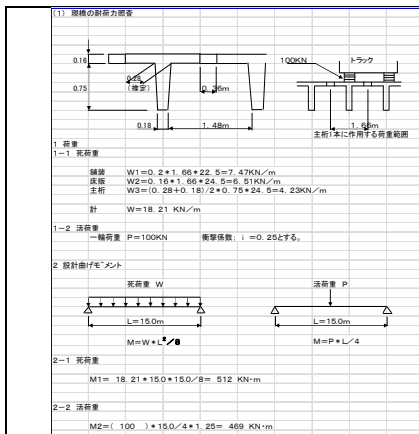 (1) 現橋の耐荷力照査
トラック
100KN
0.16
0.28
(推定)
0.36m
0.75
0.18
1.48m
1.66m
主桁1本に作用する荷重範囲
1 荷重
1-1 死荷重
舗装 W1=0.2*1.66*22.5=7.47KN/m
床版 W2=0.16*1.66*24.5=6.51KN/m
主桁 W3=(0.28+0.18)/2*0.75*24.5=4.23KN/m
計 W=18.21 KN/m
1-2 活荷重
一輪荷重 P=100KN 衝撃係数; i =0.25とする。
2 設計曲げモーメント
死荷重 W 活荷重 P
L=15.0m L=15.0m
M=W*L²/8 M=P*L/4
2-1 死荷重
M1= 18.21*15.0*15.0/8= 512 KN・m
2-2 活荷重
M2=( 100 )*15.0/4*1.25= 469 KN・m